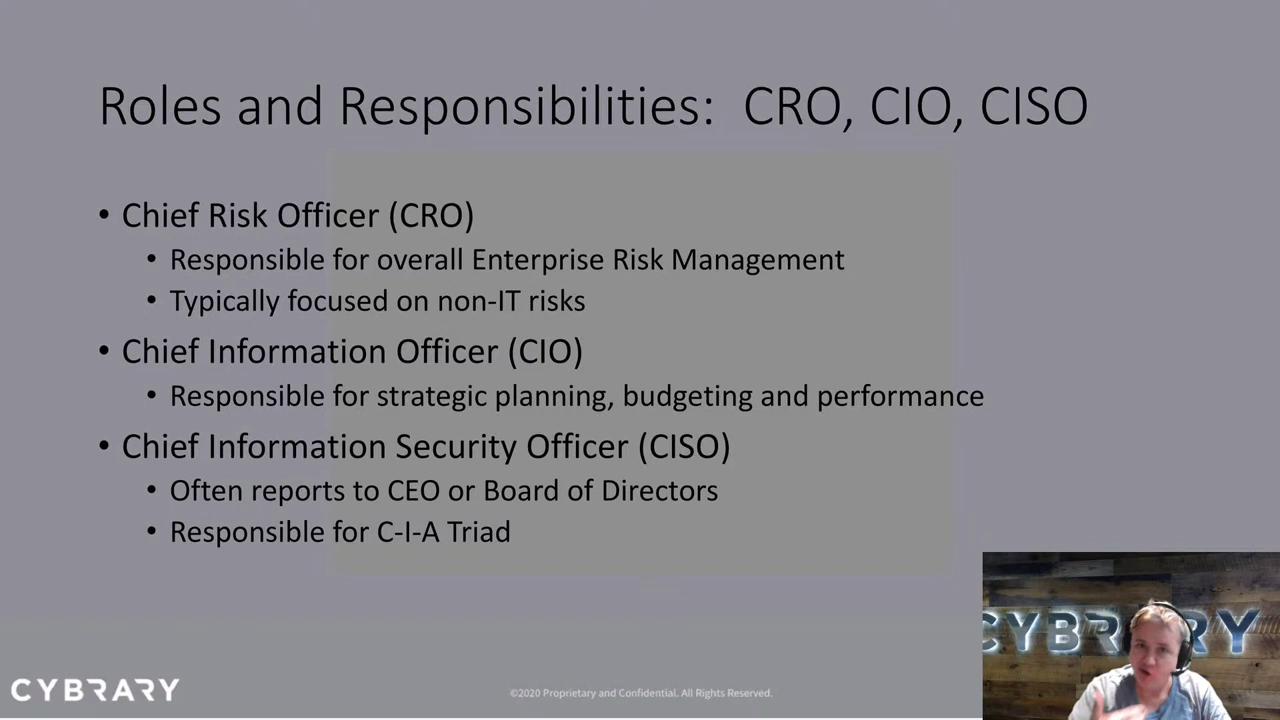 Roles and Responsibilities: CRO, CIO, CISO
• Chief Risk Officer (CRO)
• Responsible for overall Enterprise Risk Management
• Typically focused on non-IT risks
• Chief Information Officer (CIO)
• Responsible for strategic planning, budgeting and performance
• Chief Information Security Officer (CISO)
• Often reports to CEO or Board of Directors
• Responsible for C-I-A Triad
CYBRARY
CYBRARY
©2020 Proprietary and Confidential. All Rights Reserved.